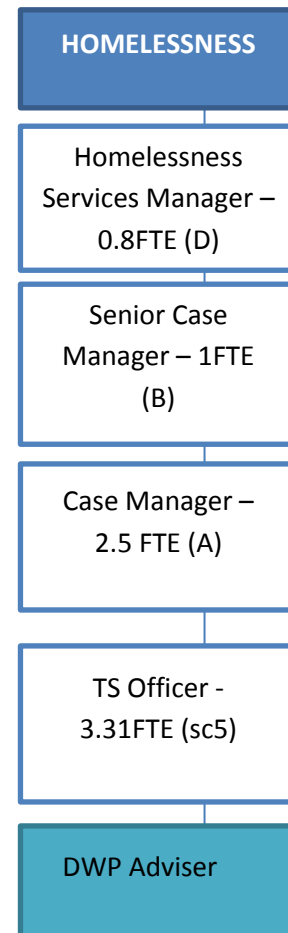 HOMELESSNESS
Homelessness
Services Manager –
0.8FTE (D)
Senior Case
Manager – 1FTE
(B)
Case Manager –
2.5 FTE (A)
TS Officer -
3.31FTE (sc5)
DWP Adviser